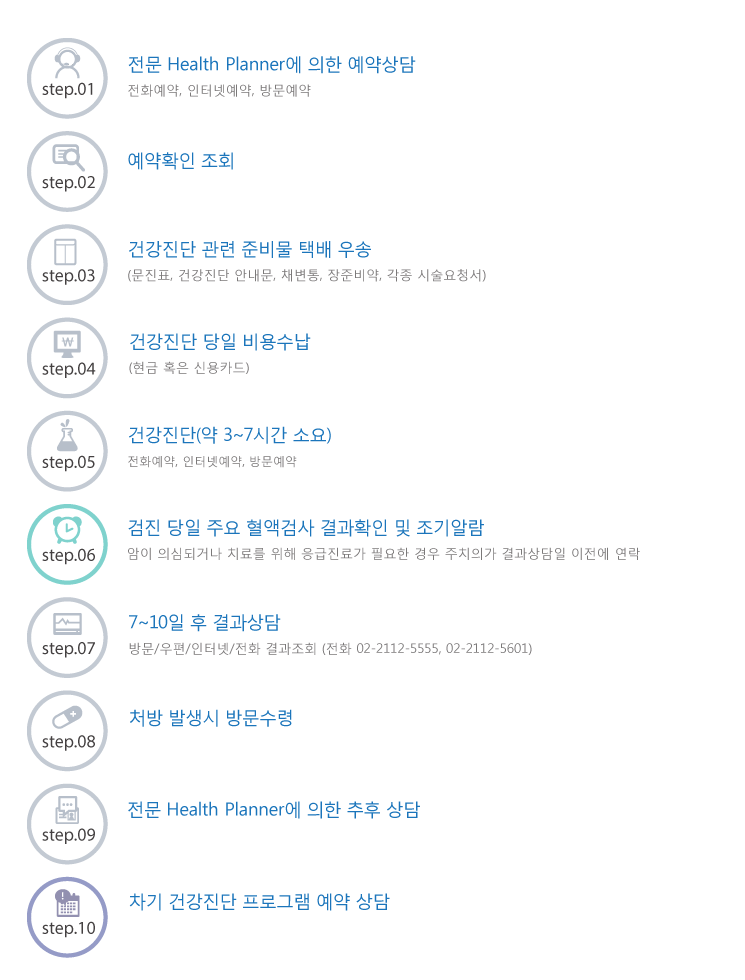 step.01
전문 Health Planner에 의한 예약상담
전화예약, 인터넷예약, 방문예약
step.02
예약확인 조회
step.03
건강진단 관련 준비물 택배 우송
(문진표, 건강진단 안내문, 채변통, 장준비약, 각종 시술요청서)
₩
step.04
건강진단 당일 비용수납
(현금 혹은 신용카드)
step.05
건강진단(약 3~7시간 소요)
전화예약, 인터넷예약, 방문예약
step.06
검진 당일 주요 혈액검사 결과확인 및 조기알람
암이 의심되거나 치료를 위해 응급진료가 필요한 경우 주치의가 결과상담일 이전에 연락
step.07
7~10일 후 결과상담
방문/우편/인터넷/전화 결과조회 (전화 02-2112-5555, 02-2112-5601)
step.08
처방 발생시 방문수령
step.09
전문 Health Planner에 의한 추후 상담
step.10
차기 건강진단 프로그램 예약 상담